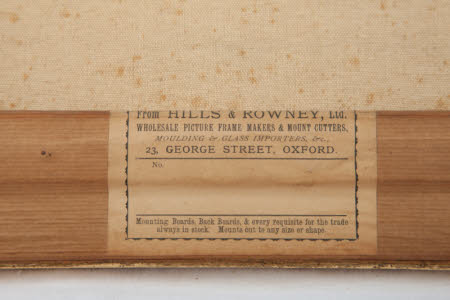 From HILLS & ROWNEY, Ltd.
WHOLESALE PICTURE FRAME MAKERS & MOUNT CUTTERS,
MOULDING & GLASS IMPORTERS, &c.,
23, GEORGE STREET, OXFORD.
No.
Mounting Boards, Back Boards, & every requisite for the trade
always in stock. Mounts cut to any size or shape.